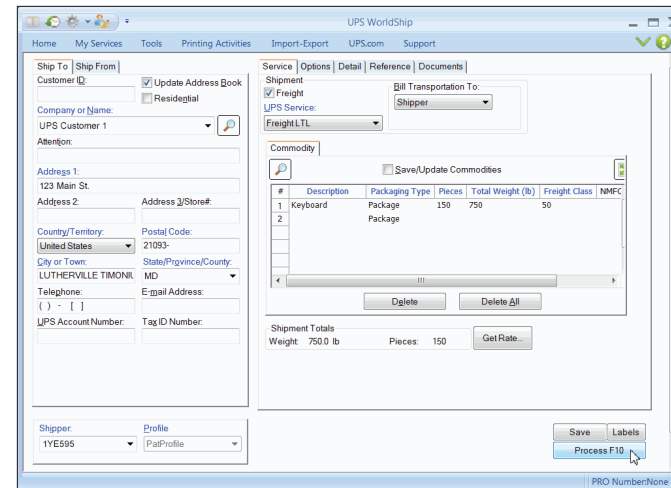 UPS WorldShip
Home My Services Tools Printing Activities Import-Export UPS.com Support
Ship To Ship From
Customer ID:
Update Address Book
Residential
Company or Name:
UPS Customer 1
Attention:
Address 1:
123 Main St.
Address 2: Address 3/Store#:
Country/Territory: Postal Code:
United States 21093-
City or Town: State/Province/County:
LUTHERVILLE TIMONIL MD
Telephone: E-mail Address:
( ) - [ ]
UPS Account Number: Tax ID Number:
Shipper: Profile
1YE595 PatProfile
Service Options Detail Reference Documents
Shipment
Freight
Bill Transportation To:
Shipper
UPS Service:
Freight LTL
Commodity
Save/Update Commodities
# Description Packaging Type Pieces Total Weight (lb) Freight Class NMFC
1 Keyboard Package 150 750 50
2 Package
Delete Delete All
Shipment Totals
Weight: 750.0 lb Pieces: 150
Get Rate...
Save Labels
Process F10
PRO Number:None